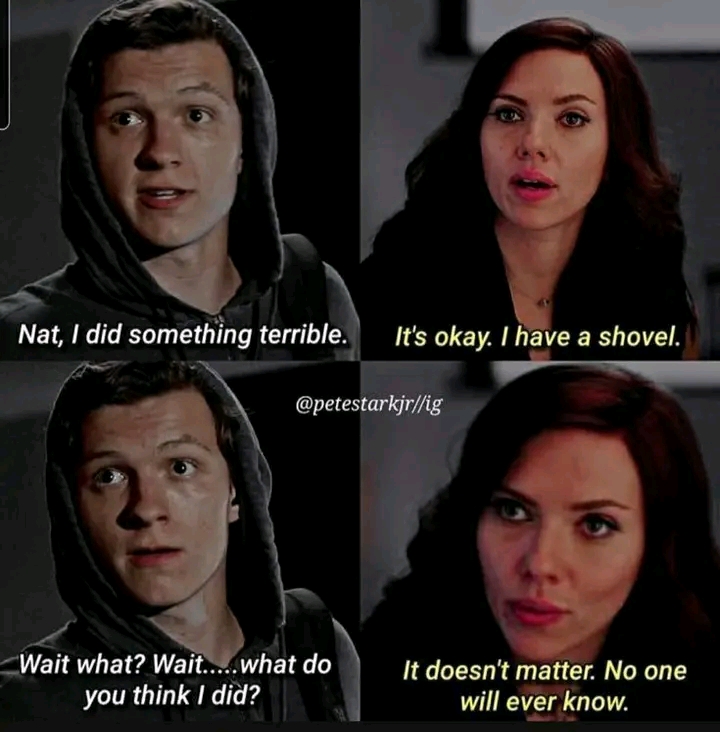 Nat, I did something terrible.
It's okay. I have a shovel.
@petestarkjr//ig
Wait what? Wait.....what do
you think I did?
It doesn't matter. No one
will ever know.